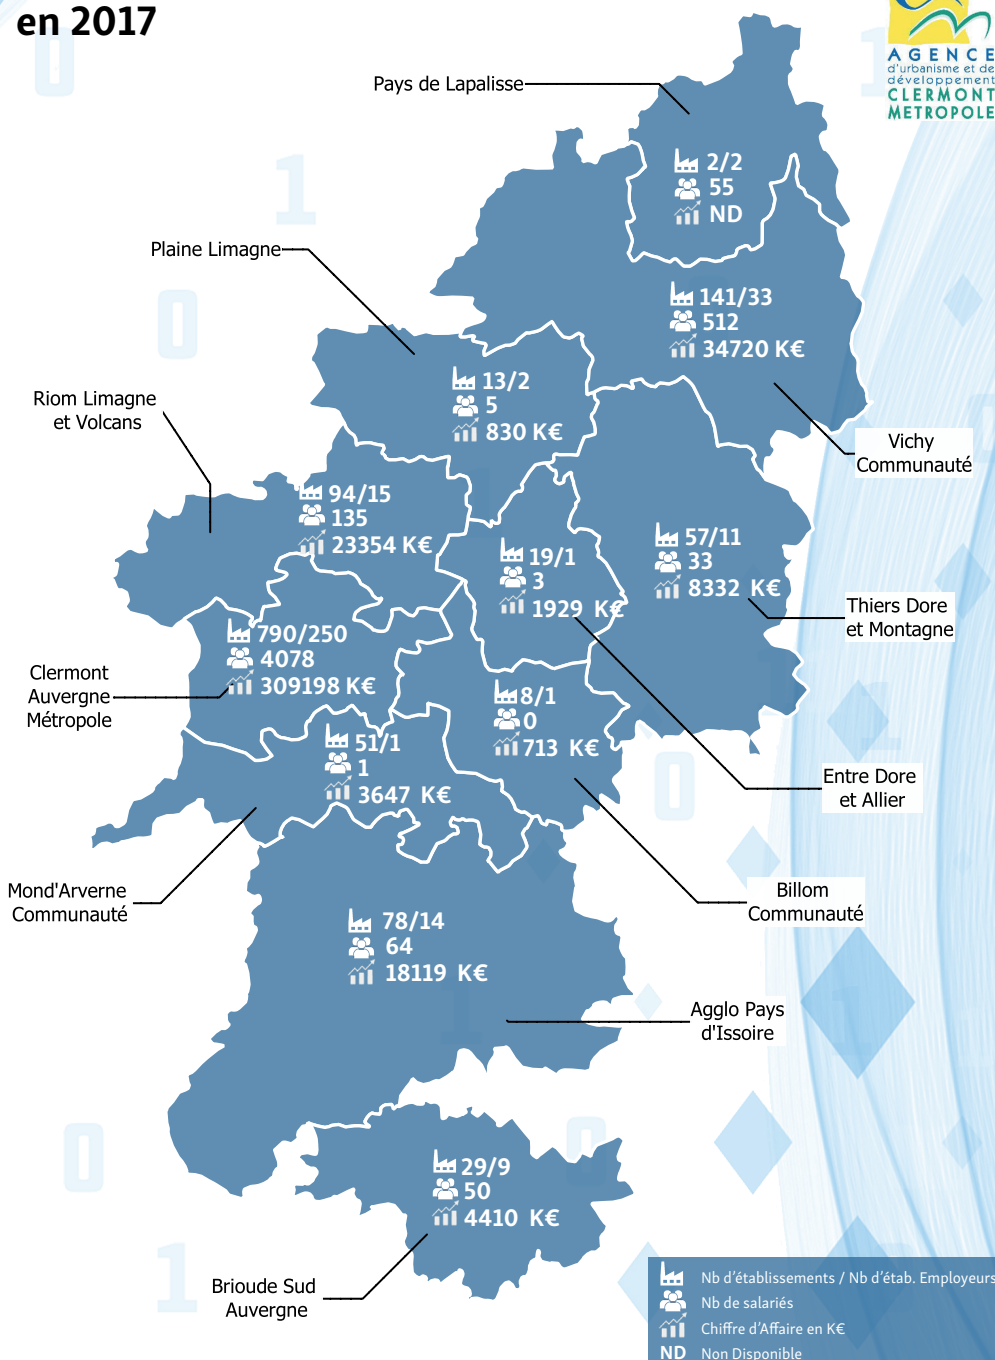 en 2017
AGENCE
d'urbanisme et de
développement
CLERMONT
METROPOLE
Pays de Lapalisse
2/2
55
ND
Plaine Limagne
141/33
512
34720 K€
13/2
5
830 K€
Riom Limagne
et Volcans
Vichy
Communauté
94/15
135
23354 K€
19/1
3
1929 K€
57/11
33
8332 K€
Thiers Dore
et Montagne
790/250
4078
309198 K€
Clermont
Auvergne
Métropole
8/1
0
713 K€
51/1
1
3647 K€
Entre Dore
et Allier
Mond'Arverne
Communauté
Billom
Communauté
78/14
64
18119 K€
Agglo Pays
d'Issoire
29/9
50
4410 K€
Brioude Sud
Auvergne
Nb d'établissements / Nb d'étab. Employeurs
Nb de salariés
Chiffre d'Affaire en K€
ND Non Disponible